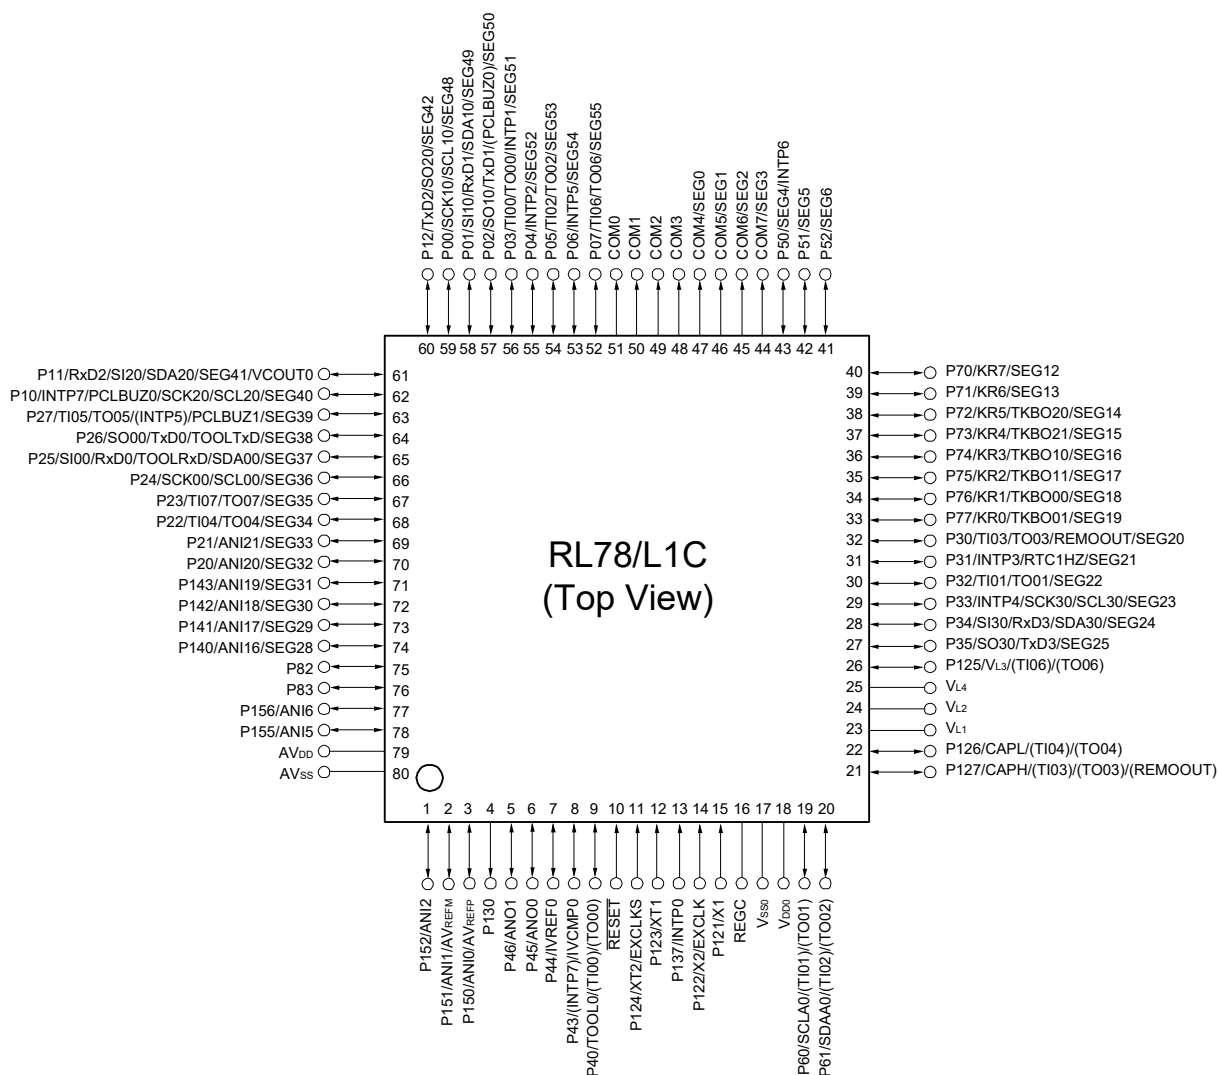 P12/TxD2/SO20/SEG42
P00/SCK10/SCL10/SEG48
P01/SI10/RxD1/SDA10/SEG49
P02/SO10/TxD1/(PCLBUZ0)/SEG50
P03/TI00/TO00/INTP1/SEG51
P04/INTP2/SEG52
P05/TI02/TO02/SEG53
P06/INTP5/SEG54
P07/TI06/TO06/SEG55
COM0
COM1
COM2
COM3
COM4/SEG0
COM5/SEG1
COM6/SEG2
COM7/SEG3
P50/SEG4/INTP6
P51/SEG5
P52/SEG6
60 59 58 57 56 55 54 53 52 51 50 49 48 47 46 45 44 43 42 41
P11/RxD2/SI20/SDA20/SEG41/VCOUT0 61
P10/INTP7/PCLBUZ0/SCK20/SCL20/SEG40 62
P27/TI05/TO05/(INTP5)/PCLBUZ1/SEG39 63
P26/SO00/TxD0/TOOLTxD/SEG38 64
P25/SI00/RxD0/TOOLRxD/SDA00/SEG37 65
P24/SCK00/SCL00/SEG36 66
P23/TI07/TO07/SEG35 67
P22/TI04/TO04/SEG34 68
P21/ANI21/SEG33 69
P20/ANI20/SEG32 70
P143/ANI19/SEG31 71
P142/ANI18/SEG30 72
P141/ANI17/SEG29 73
P140/ANI16/SEG28 74
P82 75
P83 76
P156/ANI6 77
P155/ANI5 78
AVDD 79
AVSS 80
RL78/L1C
(Top View)
40 P70/KR7/SEG12
39 P71/KR6/SEG13
38 P72/KR5/TKBO20/SEG14
37 P73/KR4/TKBO21/SEG15
36 P74/KR3/TKBO10/SEG16
35 P75/KR2/TKBO11/SEG17
34 P76/KR1/TKBO00/SEG18
33 P77/KR0/TKBO01/SEG19
32 P30/TI03/TO03/REMOOUT/SEG20
31 P31/INTP3/RTC1HZ/SEG21
30 P32/TI01/TO01/SEG22
29 P33/INTP4/SCK30/SCL30/SEG23
28 P34/SI30/RxD3/SDA30/SEG24
27 P35/SO30/TxD3/SEG25
26 P125/VL3/(TI06)/(TO06)
25 VL4
24 VL2
23 VL1
22 P126/CAPL/(TI04)/(TO04)
21 P127/CAPH/(TI03)/(TO03)/(REMOOUT)
1 2 3 4 5 6 7 8 9 10 11 12 13 14 15 16 17 18 19 20
P152/ANI2
P151/ANI1/AVREFM
P150/ANI0/AVREFP
P130
P46/ANO1
P45/ANO0
P44/IVREF0
P43/(INTP7)/IVCMP0
P40/TOOL0/(TI00)/(TO00)
RESET
P124/XT2/EXCLKS
P123/XT1
P137/INTP0
P122/X2/EXCLK
P121/X1
REGC
VSS0
VDD0
P60/SCLA0/(TI01)/(TO01)
P61/SDAA0/(TI02)/(TO02)